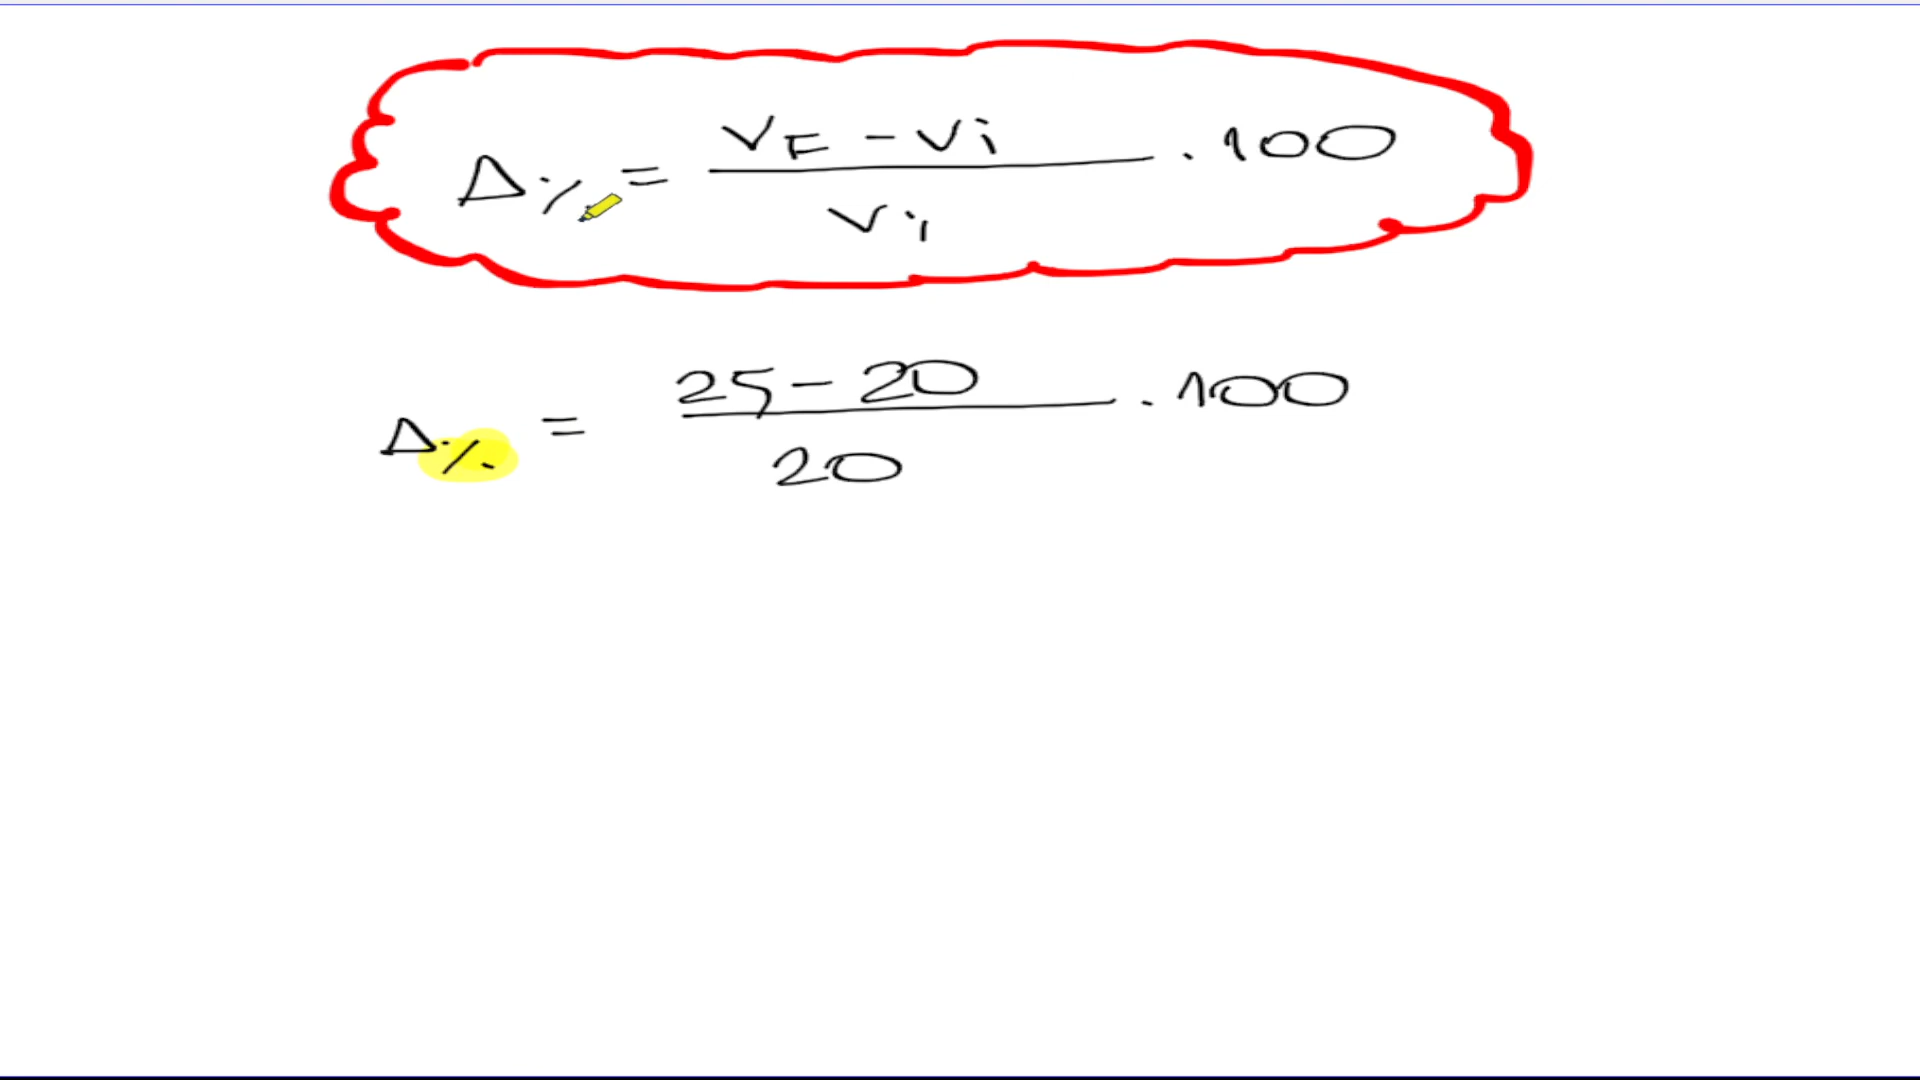 Δ% = (VF - Vi) / Vi . 100
Δ% = (25 - 20) / 20 . 100